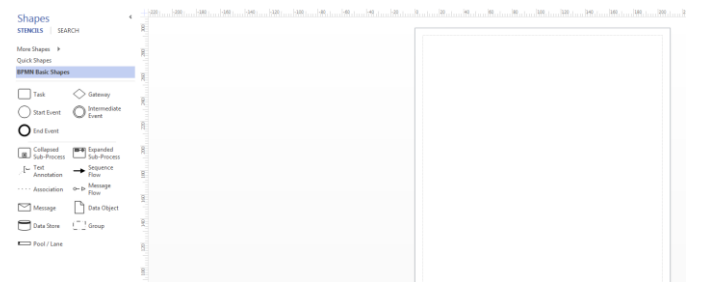 Shapes
STENCILS | SEARCH
More Shapes
Quick Shapes
BPMN Basic Shapes
Task
Gateway
Start Event
Intermediate Event
End Event
Collapsed Sub-Process
Expanded Sub-Process
Text Annotation
Sequence Flow
Association
Message Flow
Message
Data Object
Data Store
Group
Pool / Lane